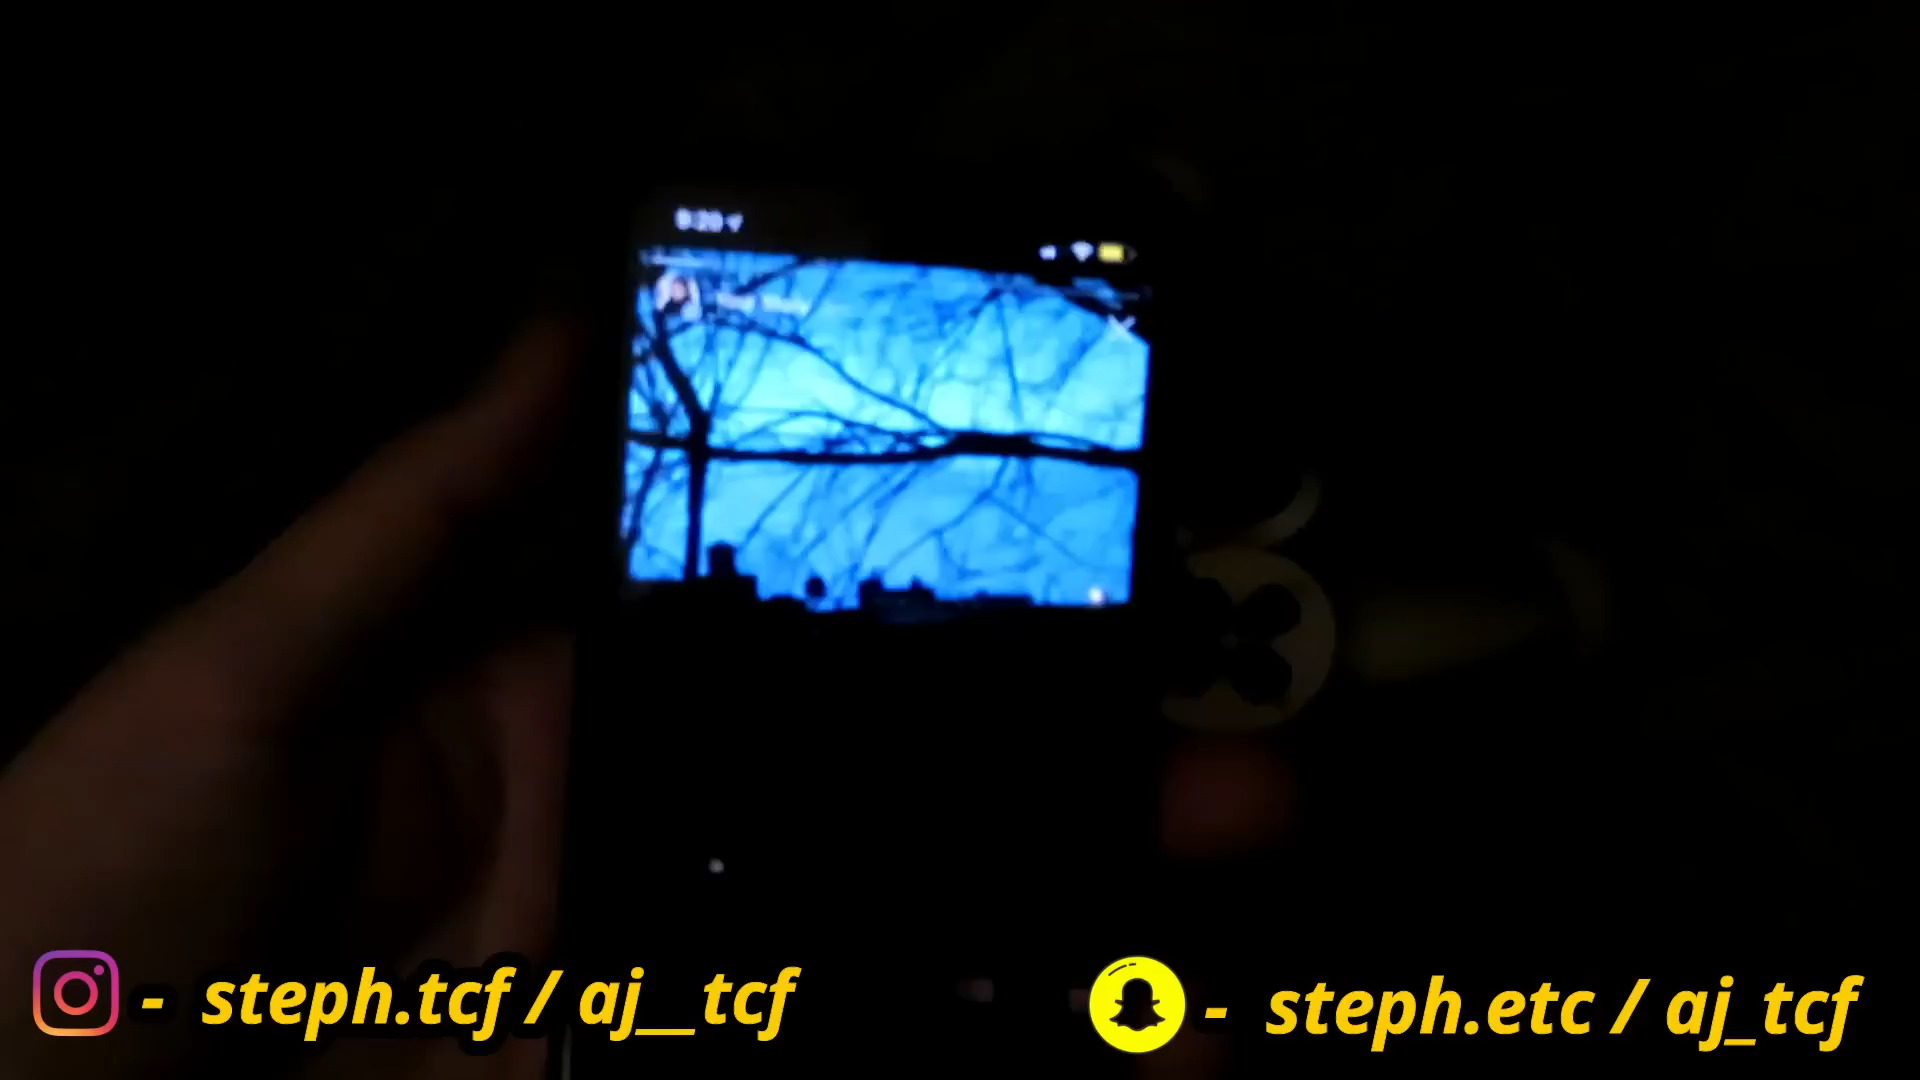 - steph.tcf / aj__tcf
- steph.etc / aj_tcf